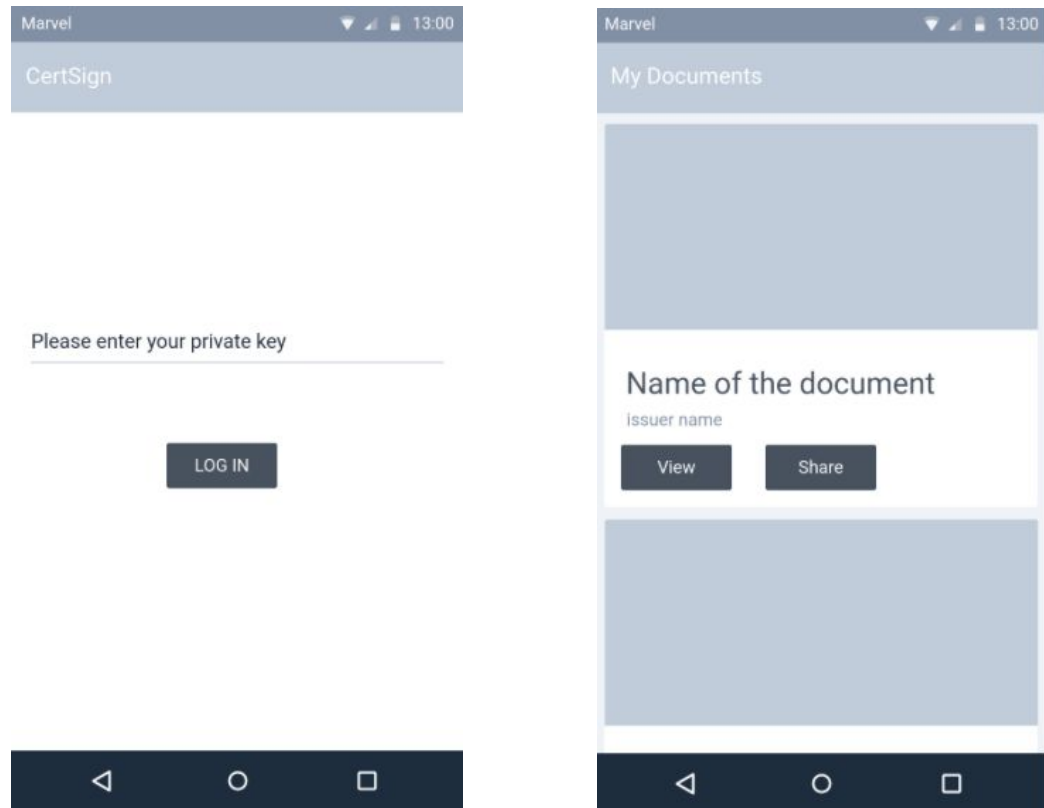 Marvel 13:00
CertSign
Please enter your private key
LOG IN
Marvel 13:00
My Documents
Name of the document
issuer name
View Share